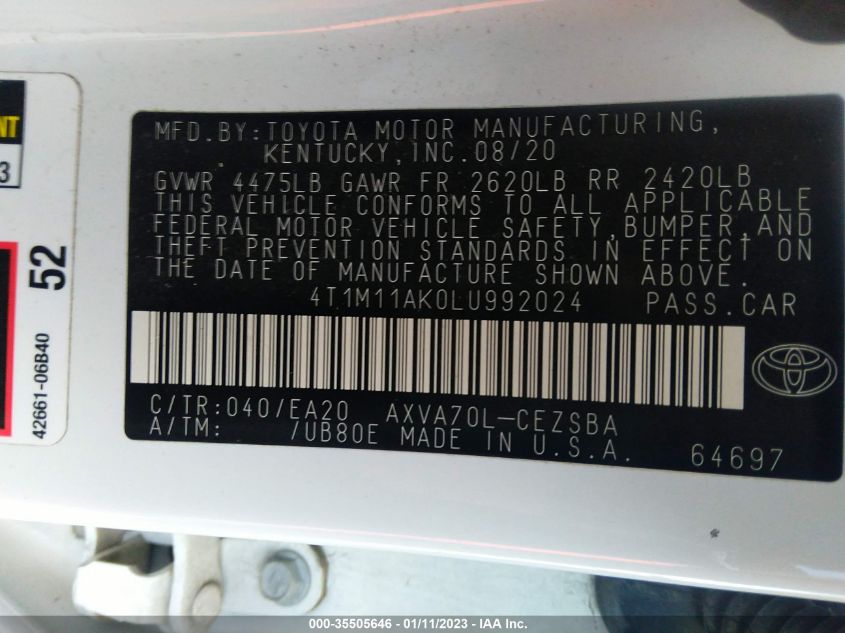 NT
3
52
42661-06B40
MFD.BY:TOYOTA MOTOR MANUFACTURING,
KENTUCKY,INC.08/20
GVWR 4475LB GAWR FR 2620LB RR 2420LB
THIS VEHICLE CONFORMS TO ALL APPLICABLE
FEDERAL MOTOR VEHICLE SAFETY,BUMPER,AND
THEFT PREVENTION STANDARDS IN EFFECT ON
THE DATE OF MANUFACTURE SHOWN ABOVE.
4T1M11AK0LU992024 PASS.CAR
C/TR:040/EA20 AXVA70L-CEZSBA
A/TM: /UB80E MADE IN U.S.A.
64697
000-35505646 - 01/11/2023 - IAA Inc.